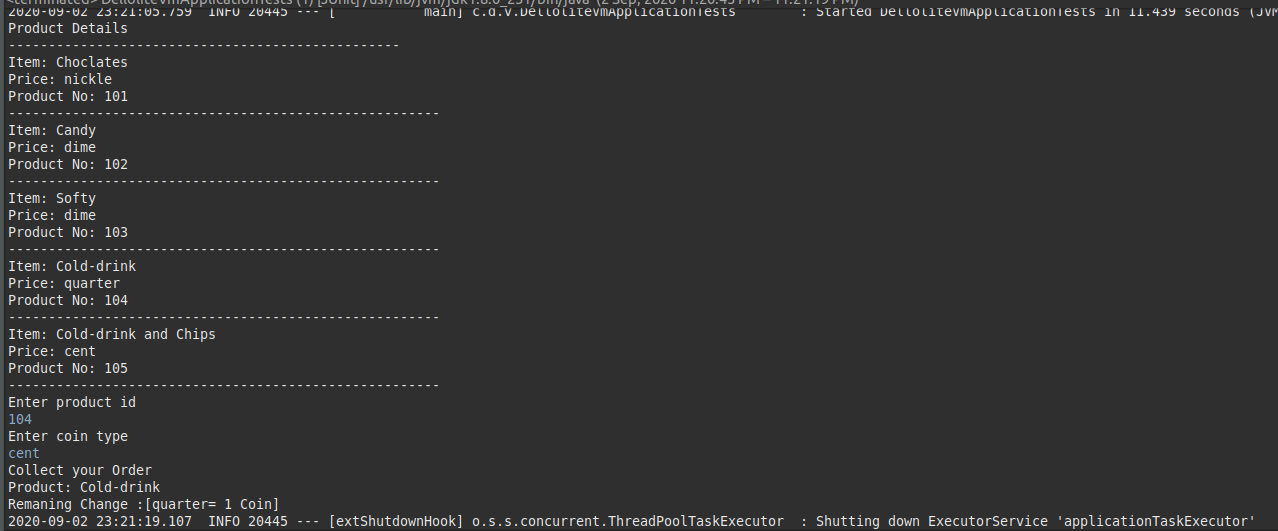 <terminated> DelloliteVmApplicationTests (1) [JUnit] /usr/lib/jvm/jdk1.8.0_251/bin/java (2 Sep, 2020 11:20:45 PM – 11:21:19 PM)
2020-09-02 23:21:05.759  INFO 20445 --- [           main] c.d.V.DelloliteVmApplicationTests        : Started DelloliteVmApplicationTests in 11.439 seconds (JVM
Product Details
-------------------------------------------------
Item: Choclates
Price: nickle
Product No: 101
------------------------------------------------------
Item: Candy
Price: dime
Product No: 102
------------------------------------------------------
Item: Softy
Price: dime
Product No: 103
------------------------------------------------------
Item: Cold-drink
Price: quarter
Product No: 104
------------------------------------------------------
Item: Cold-drink and Chips
Price: cent
Product No: 105
------------------------------------------------------
Enter product id
104
Enter coin type
cent
Collect your Order
Product: Cold-drink
Remaning Change :[quarter= 1 Coin]
2020-09-02 23:21:19.107  INFO 20445 --- [extShutdownHook] o.s.s.concurrent.ThreadPoolTaskExecutor  : Shutting down ExecutorService 'applicationTaskExecutor'